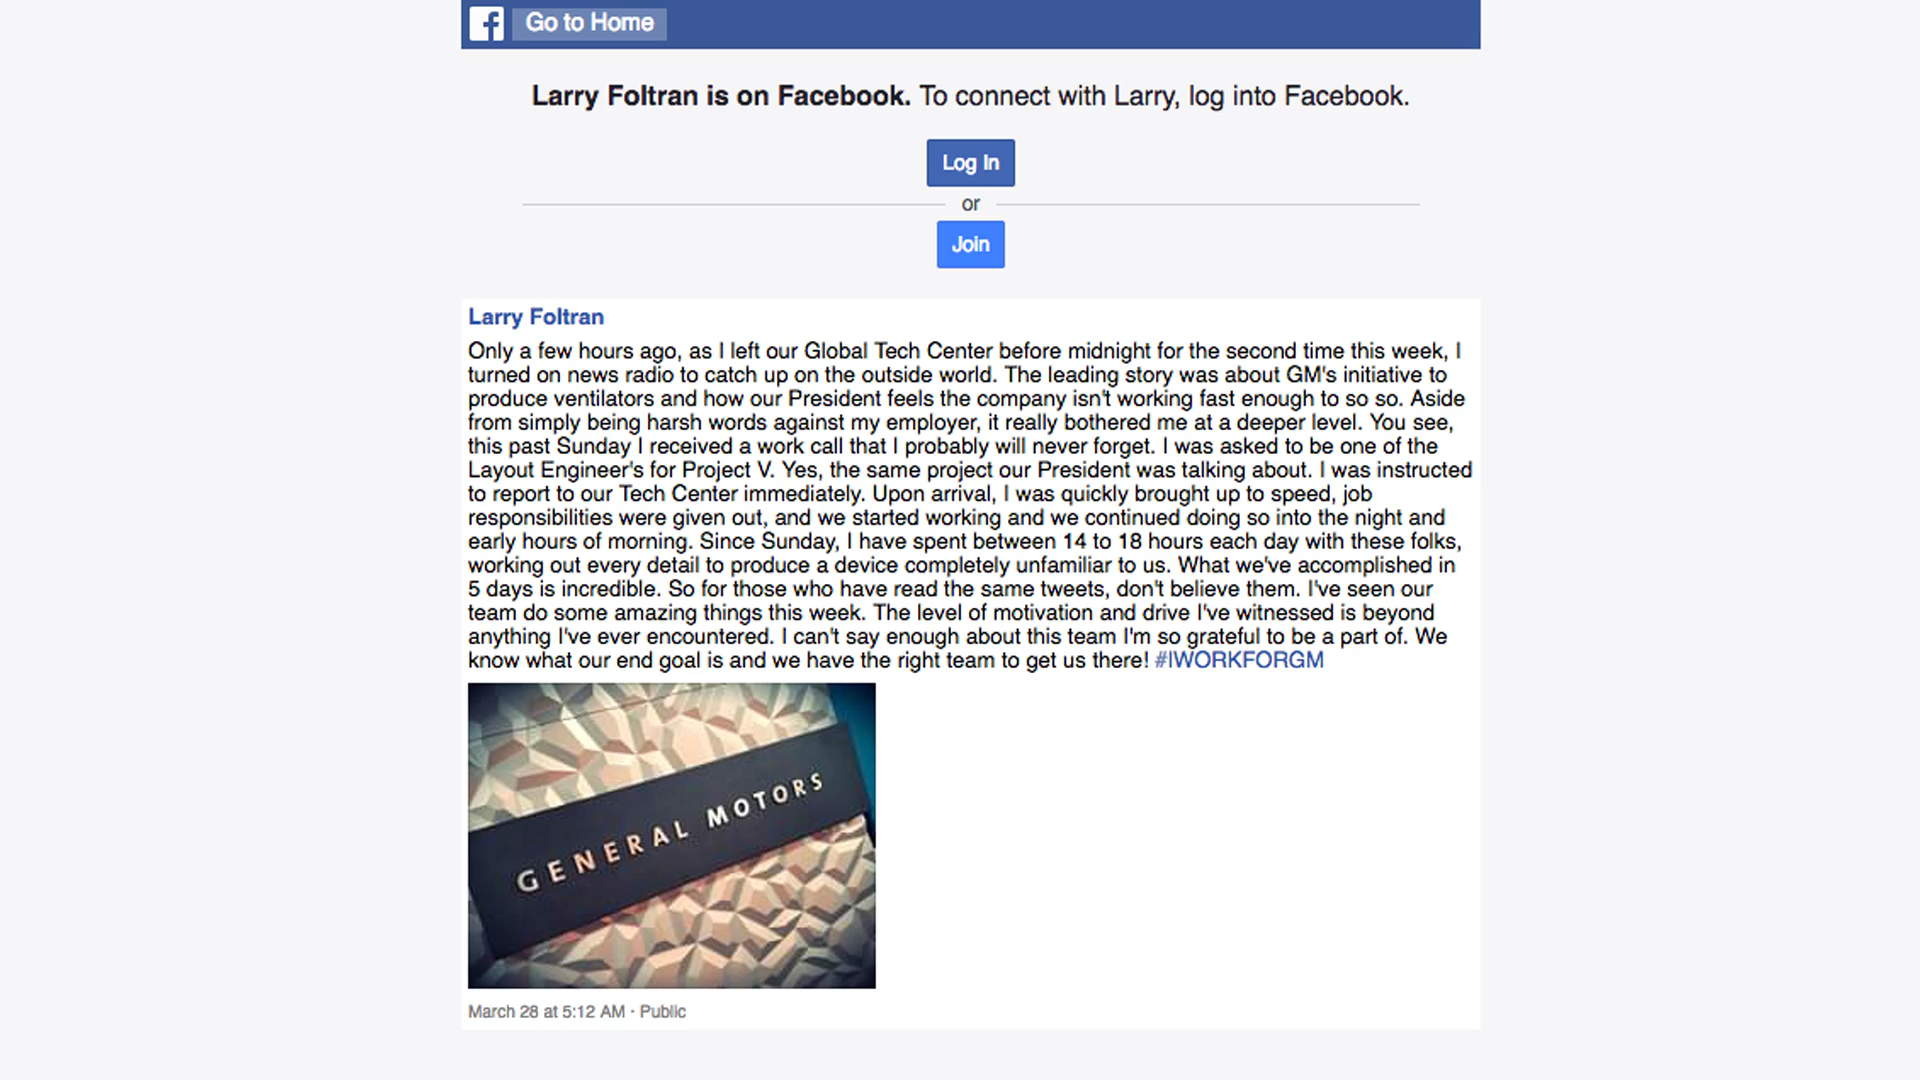 Go to Home
Larry Foltran is on Facebook. To connect with Larry, log into Facebook.
Log In
or
Join
Larry Foltran
Only a few hours ago, as I left our Global Tech Center before midnight for the second time this week, I
turned on news radio to catch up on the outside world. The leading story was about GM's initiative to
produce ventilators and how our President feels the company isn't working fast enough to so so. Aside
from simply being harsh words against my employer, it really bothered me at a deeper level. You see,
this past Sunday I received a work call that I probably will never forget. I was asked to be one of the
Layout Engineer's for Project V. Yes, the same project our President was talking about. I was instructed
to report to our Tech Center immediately. Upon arrival, I was quickly brought up to speed, job
responsibilities were given out, and we started working and we continued doing so into the night and
early hours of morning. Since Sunday, I have spent between 14 to 18 hours each day with these folks,
working out every detail to produce a device completely unfamiliar to us. What we've accomplished in
5 days is incredible. So for those who have read the same tweets, don't believe them. I've seen our
team do some amazing things this week. The level of motivation and drive I've witnessed is beyond
anything I've ever encountered. I can't say enough about this team I'm so grateful to be a part of. We
know what our end goal is and we have the right team to get us there! #IWORKFORGM
GENERAL MOTORS
March 28 at 5:12 AM · Public